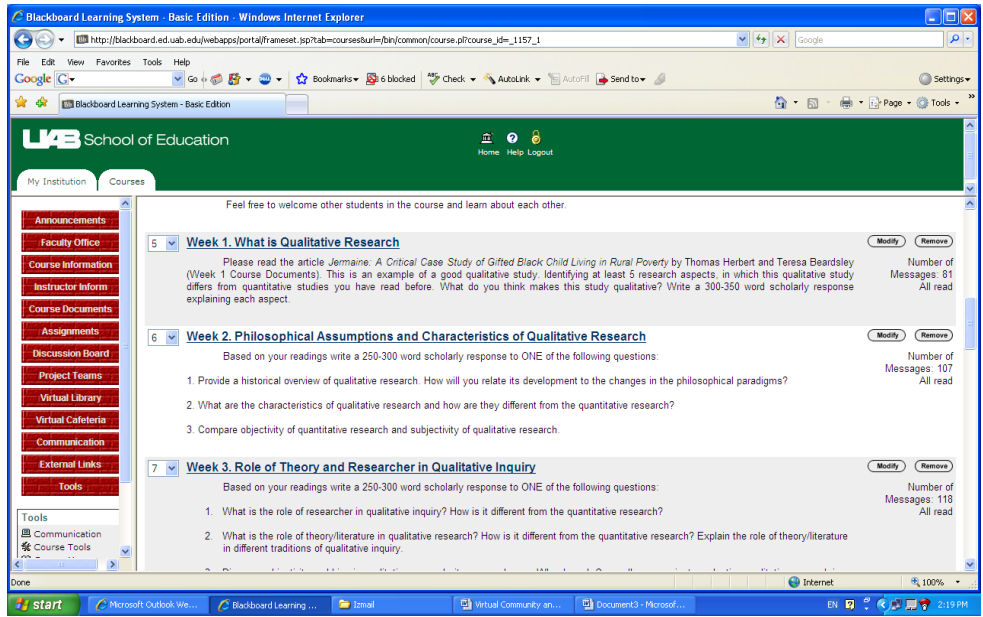 Blackboard Learning System - Basic Edition - Windows Internet Explorer
http://blackboard.ed.uab.edu/webapps/portal/frameset.jsp?tab=courses&url=/bin/common/course.pl?course_id=_1157_1
Google
File Edit View Favorites Tools Help
Google G Go Bookmarks 6 blocked ABC Check AutoLink AutoFill Send to Settings
Blackboard Learning System - Basic Edition Page Tools »
UAB School of Education
Home Help Logout
My Institution Courses
Feel free to welcome other students in the course and learn about each other.
Announcements
Faculty Office
Course Information
Instructor Inform
Course Documents
Assignments
Discussion Board
Project Teams
Virtual Library
Virtual Cafeteria
Communication
External Links
Tools
Tools
Communication
Course Tools
5 Week 1. What is Qualitative Research Modify Remove
Please read the article Jermaine: A Critical Case Study of Gifted Black Child Living in Rural Poverty by Thomas Herbert and Teresa Beardsley
(Week 1 Course Documents). This is an example of a good qualitative study. Identifying at least 5 research aspects, in which this qualitative study
differs from quantitative studies you have read before. What do you think makes this study qualitative? Write a 300-350 word scholarly response
explaining each aspect.
Number of
Messages: 81
All read
6 Week 2. Philosophical Assumptions and Characteristics of Qualitative Research Modify Remove
Based on your readings write a 250-300 word scholarly response to ONE of the following questions:
1. Provide a historical overview of qualitative research. How will you relate its development to the changes in the philosophical paradigms?
2. What are the characteristics of qualitative research and how are they different from the quantitative research?
3. Compare objectivity of quantitative research and subjectivity of qualitative research.
Number of
Messages: 107
All read
7 Week 3. Role of Theory and Researcher in Qualitative Inquiry Modify Remove
Based on your readings write a 250-300 word scholarly response to ONE of the following questions:
1. What is the role of researcher in qualitative inquiry? How is it different from the quantitative research?
2. What is the role of theory/literature in qualitative research? How is it different from the quantitative research? Explain the role of theory/literature
in different traditions of qualitative inquiry.
Number of
Messages: 118
All read
Done Internet 100%
start Microsoft Outlook We... Blackboard Learning ... Izmail Virtual Community an... Document3 - Microsof... EN 2:19 PM